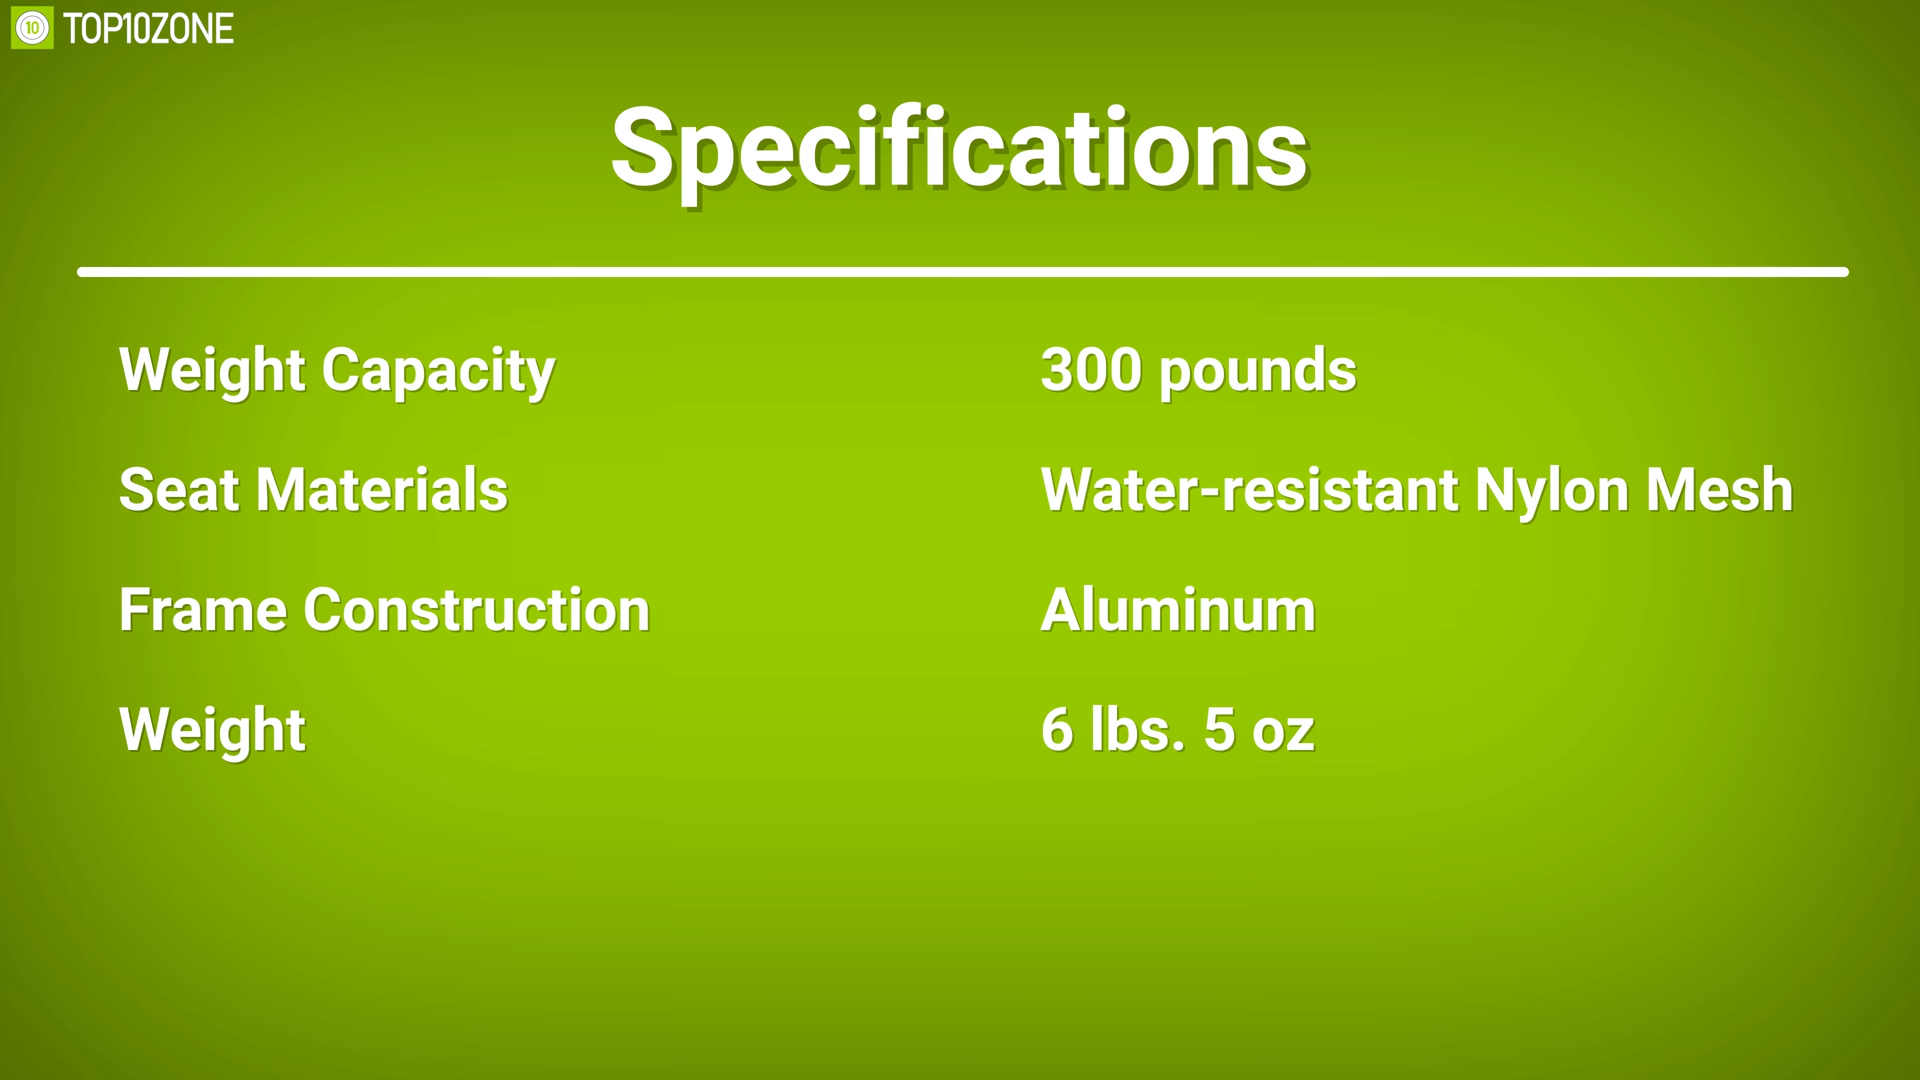 10 TOP10ZONE
Specifications
Weight Capacity 300 pounds
Seat Materials Water-resistant Nylon Mesh
Frame Construction Aluminum
Weight 6 lbs. 5 oz